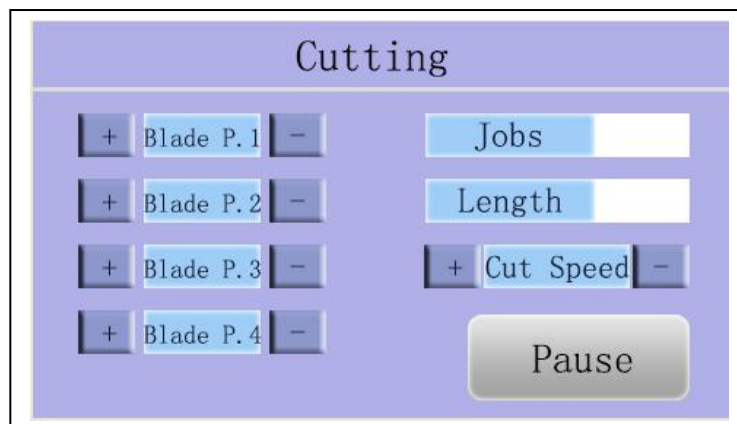 Cutting
+ Blade P.1 - Jobs
+ Blade P.2 - Length
+ Blade P.3 - + Cut Speed -
+ Blade P.4 -
Pause